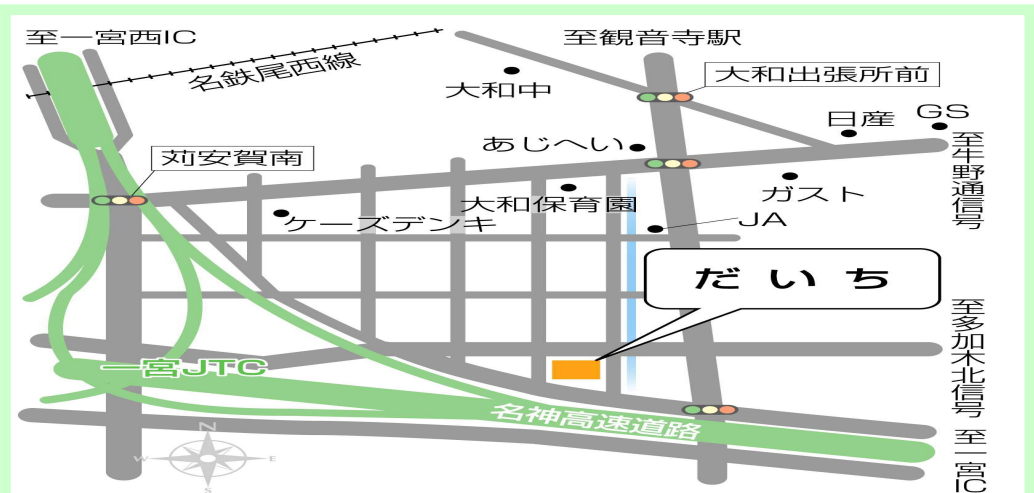 至一宮西IC
至観音寺駅
名鉄尾西線
大和中
大和出張所前
日産
GS
あじへい
至牛野通信号
苅安賀南
ガスト
大和保育園
ケーズデンキ
JA
だいち
至多加木北信号
一宮JTC
名神高速道路
至一宮IC
N
W
E
S